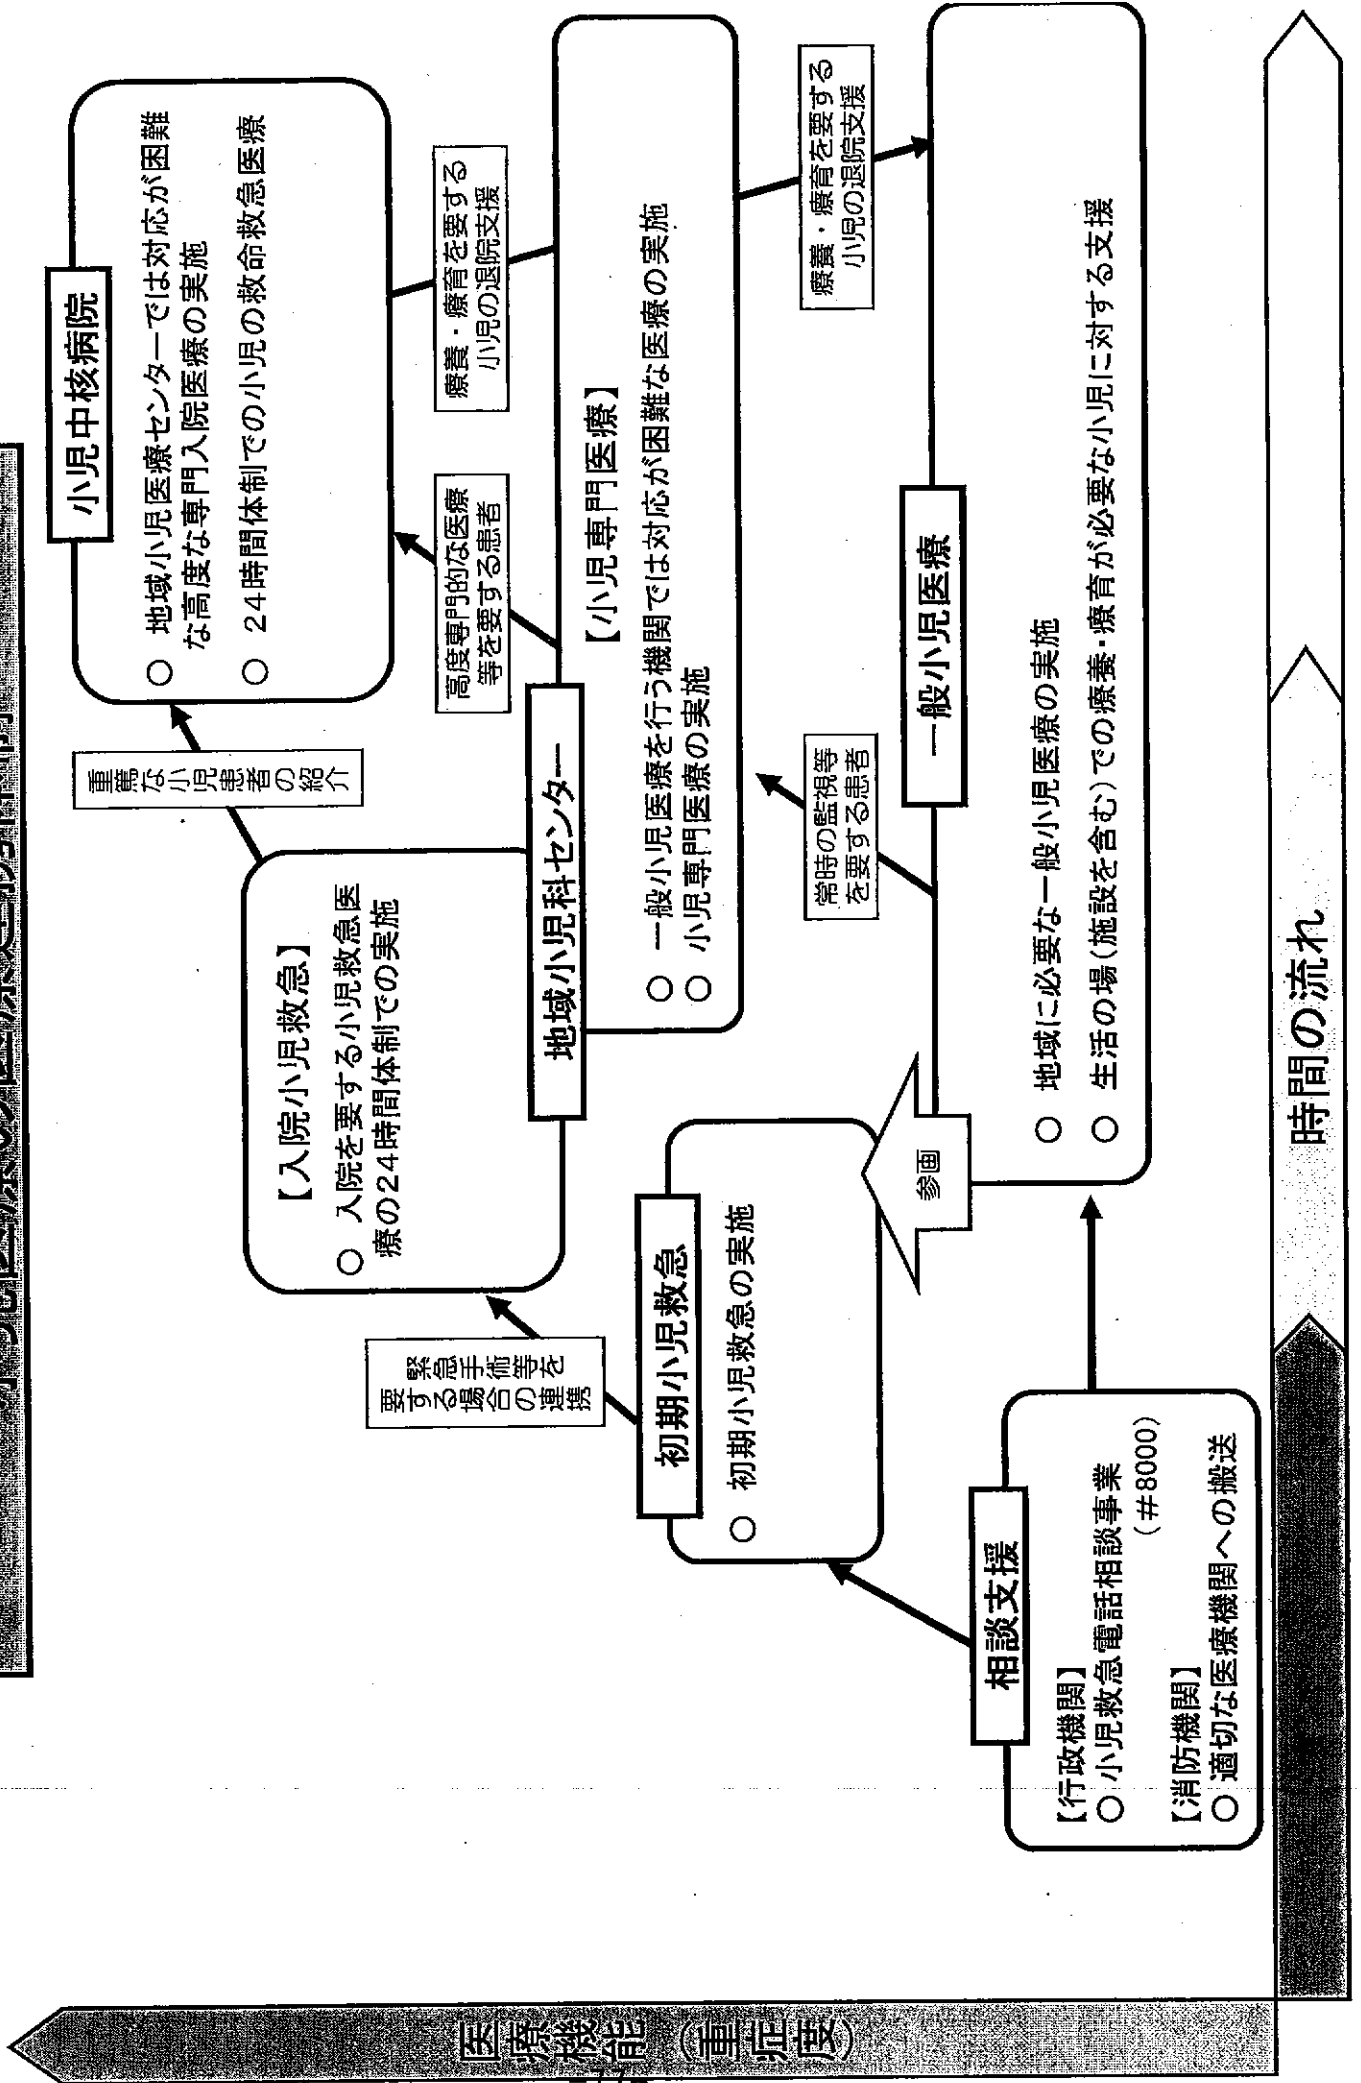 小児中核病院
○ 地域小児医療センターでは対応が困難
な高度な専門入院医療の実施
○ 24時間体制での小児の救命救急医療
重篤な小児患者の紹介
高度専門的な医療
等を要する患者
療養・療育を要する
小児の退院支援
【入院小児救急】
○ 入院を要する小児救急医
療の24時間体制での実施
地域小児科センター
【小児専門医療】
○ 一般小児医療を行う機関では対応が困難な医療の実施
○ 小児専門医療の実施
緊急手術等を
要する場合の連携
常時の監視等
を要する患者
療養・療育を要する
小児の退院支援
初期小児救急
○ 初期小児救急の実施
参画
一般小児医療
○ 地域に必要な一般小児医療の実施
○ 生活の場(施設を含む)での療養・療育が必要な小児に対する支援
相談支援
【行政機関】
○ 小児救急電話相談事業
(#8000)
【消防機関】
○ 適切な医療機関への搬送
医療機能(重症度)
時間の流れ